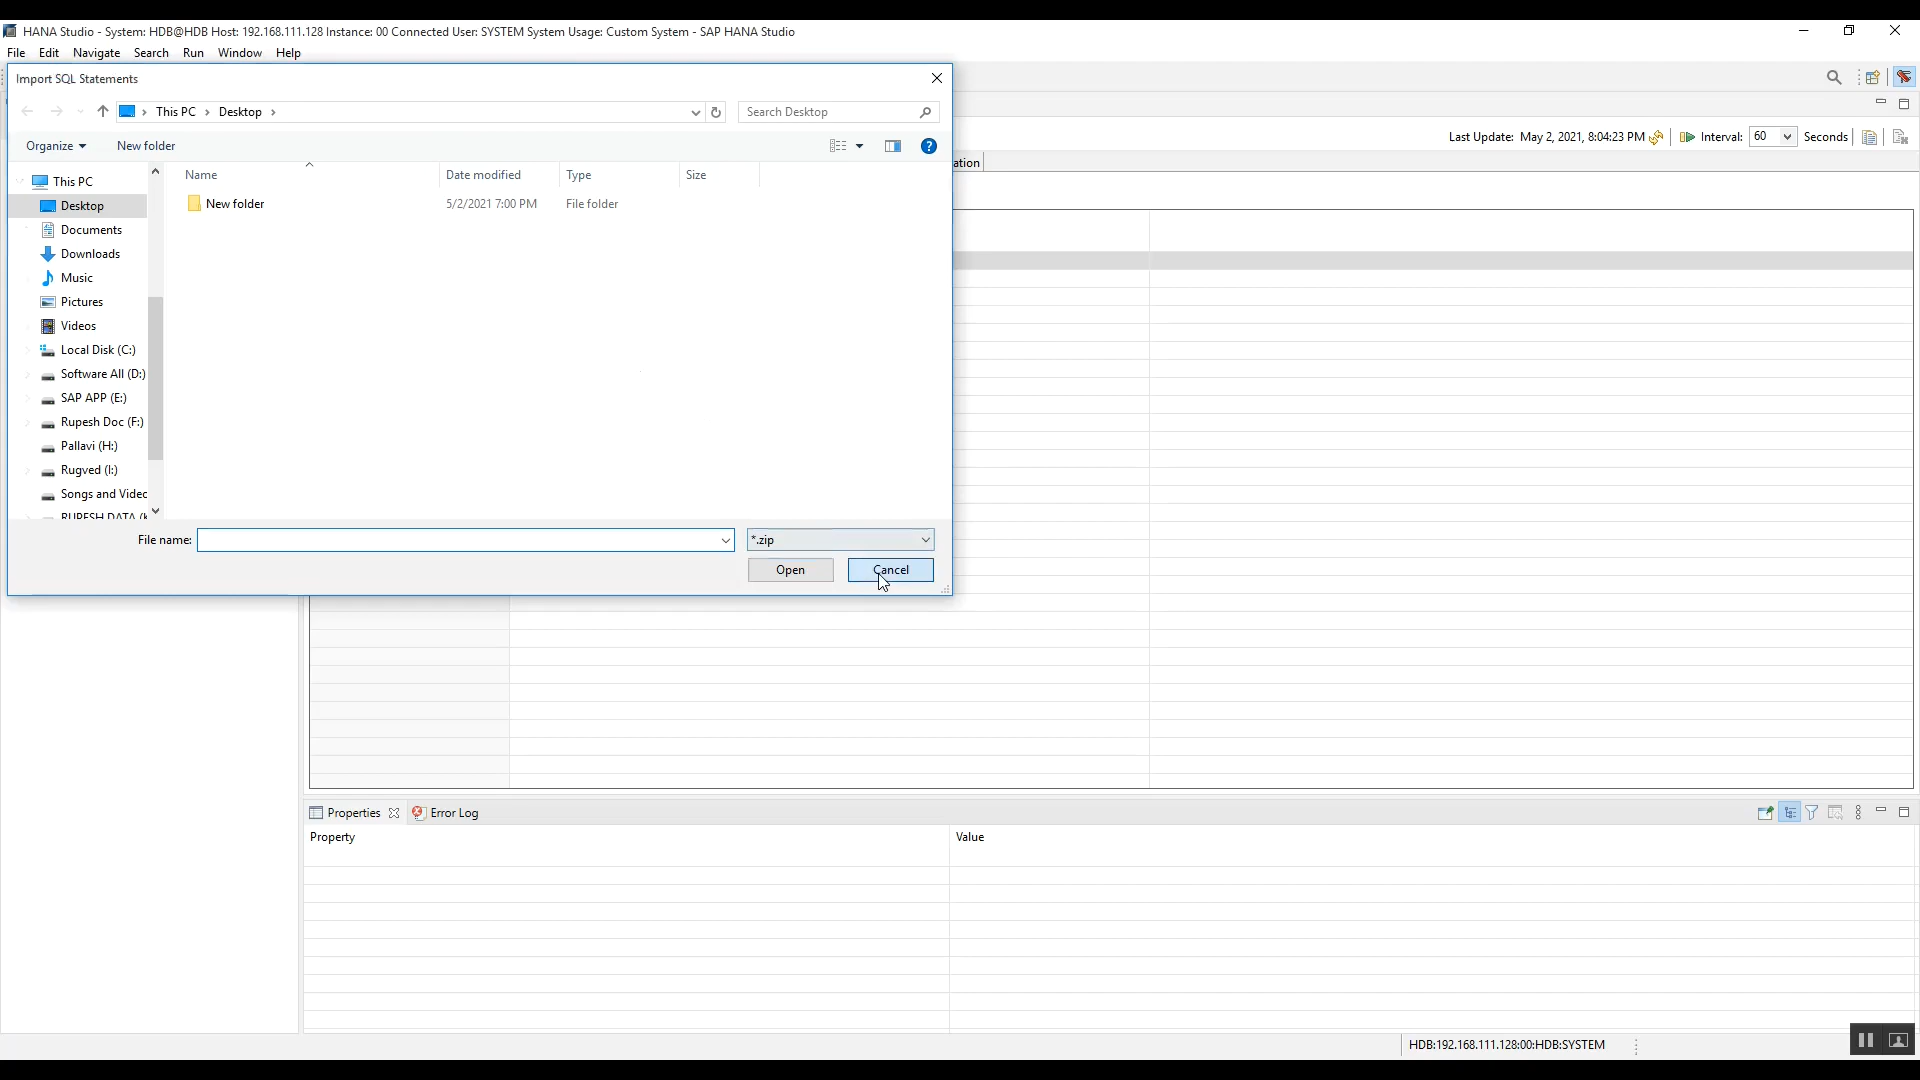 HANA Studio - System: HDB@HDB Host: 192.168.111.128 Instance: 00 Connected User: SYSTEM System Usage: Custom System - SAP HANA Studio
File Edit Navigate Search Run Window Help
Import SQL Statements
This PC Desktop Search Desktop
Organize New folder
Last Update: May 2, 2021, 8:04:23 PM Interval: 60 Seconds
ation
Name Date modified Type Size
New folder 5/2/2021 7:00 PM File folder
This PC
Desktop
Documents
Downloads
Music
Pictures
Videos
Local Disk (C:)
Software All (D:)
SAP APP (E:)
Rupesh Doc (F:)
Pallavi (H:)
Rugved (I:)
Songs and Videc
RUPESH DATA (K
File name: *.zip
Open Cancel
Properties Error Log
Property Value
HDB:192.168.111.128:00:HDB:SYSTEM